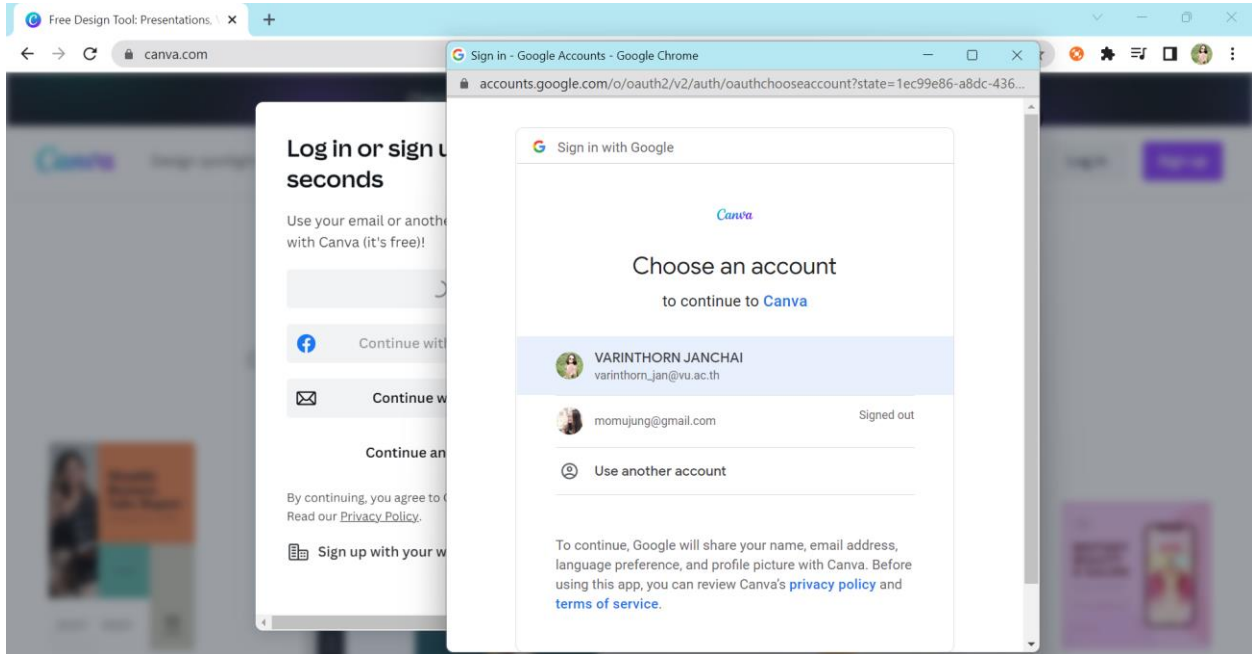 Free Design Tool: Presentations,
canva.com
Sign in - Google Accounts - Google Chrome
accounts.google.com/o/oauth2/v2/auth/oauthchooseaccount?state=1ec99e86-a8dc-436...
Canva
Log in
Sign up
Log in or sign u
seconds
Use your email or anothe
with Canva (it's free)!
Continue wit
Continue w
Continue an
By continuing, you agree to
Read our Privacy Policy.
Sign up with your w
Sign in with Google
Canva
Choose an account
to continue to Canva
VARINTHORN JANCHAI
varinthorn_jan@vu.ac.th
momujung@gmail.com
Signed out
Use another account
To continue, Google will share your name, email address,
language preference, and profile picture with Canva. Before
using this app, you can review Canva's privacy policy and
terms of service.